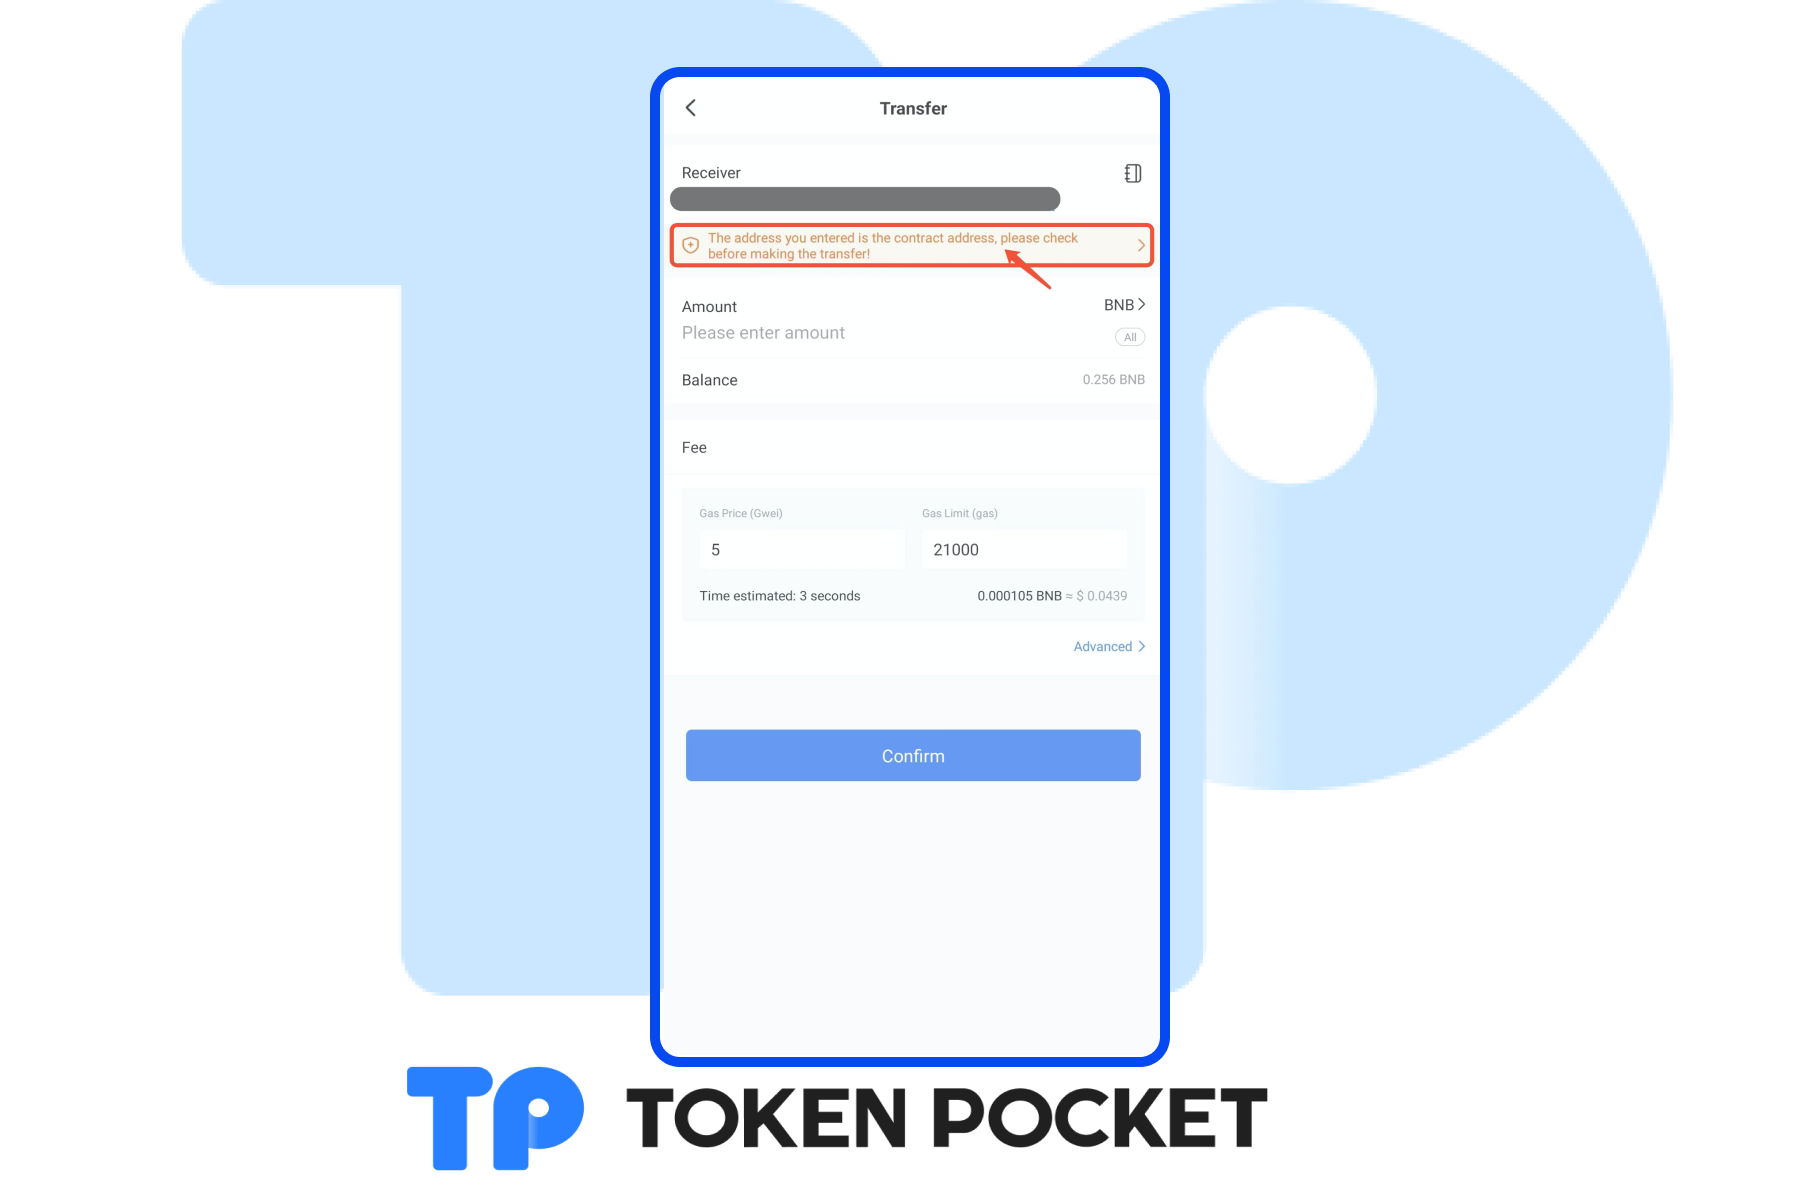 Transfer
Receiver
The address you entered is the contract address, please check
before making the transfer!
Amount
BNB
Please enter amount
All
Balance
0.256 BNB
Fee
Gas Price (Gwei)
Gas Limit (gas)
5
21000
Time estimated: 3 seconds
0.000105 BNB ≈ $ 0.0439
Advanced
Confirm
TP TOKEN POCKET